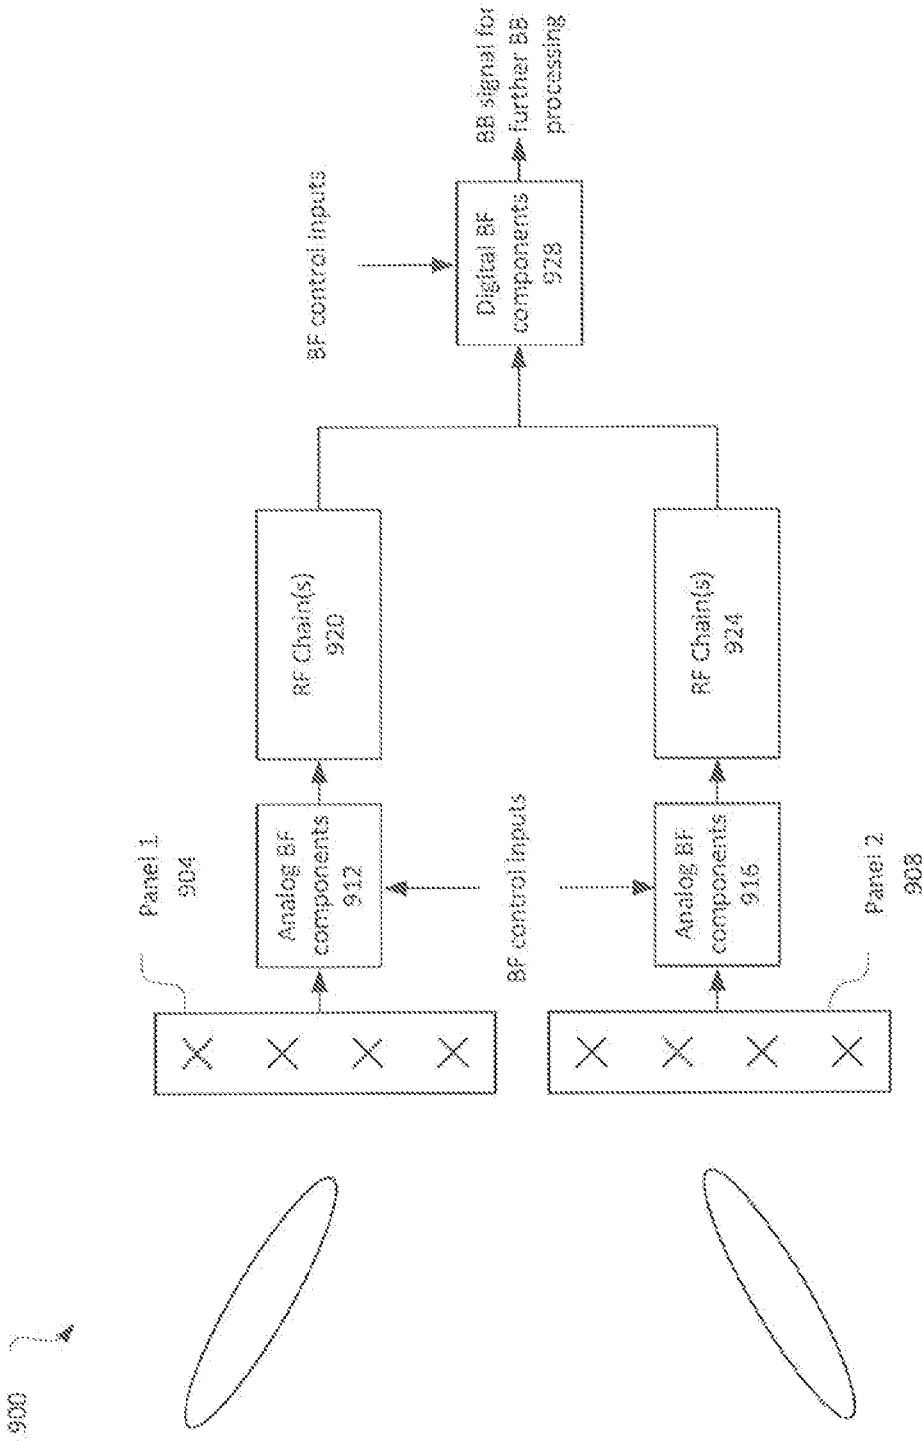 900
Panel 1
904
Analog BF
components
912
RF Chain(s)
920
BF control inputs
BF control inputs
Digital BF
components
928
BB signal for
further BB
processing
Analog BF
components
916
RF Chain(s)
924
Panel 2
908